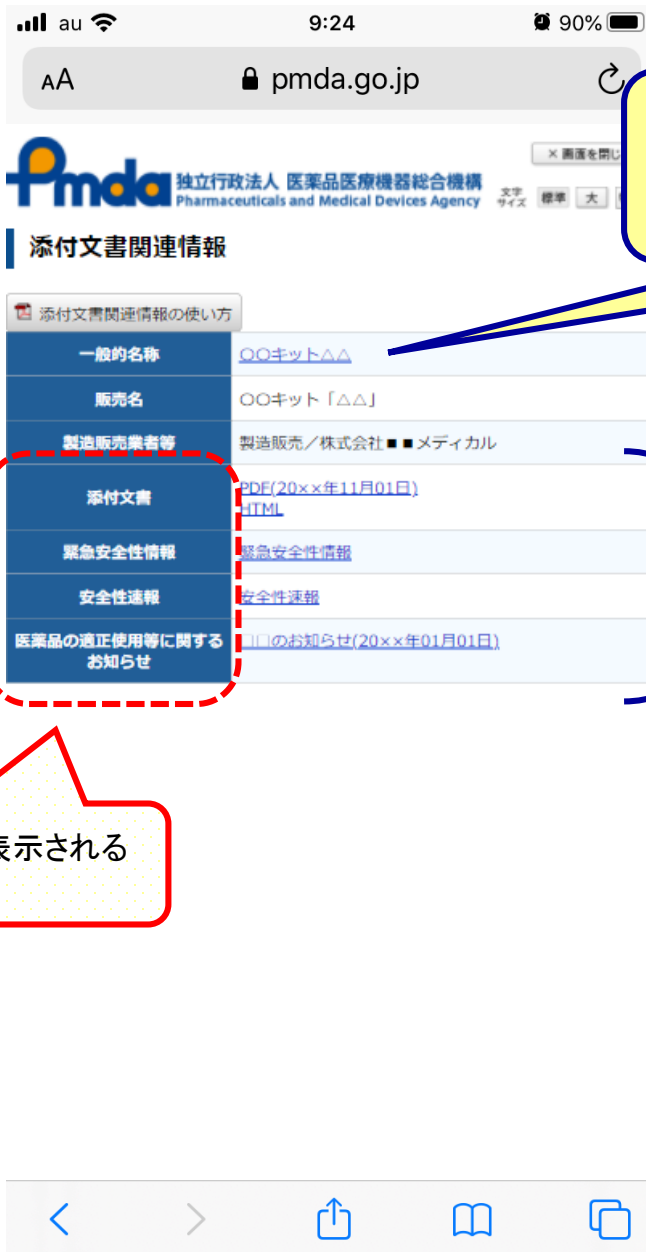 au
9:24
90%
AA
pmda.go.jp
×画面を閉じ
Pmda
独立行政法人 医薬品医療機器総合機構
Pharmaceuticals and Medical Devices Agency
文字
サイズ
標準
大
添付文書関連情報
添付文書関連情報の使い方
一般的名称
〇〇キット△△
販売名
〇〇キット「△△」
製造販売業者等
製造販売／株式会社■■メディカル
添付文書
PDF(20××年11月01日)
HTML
緊急安全性情報
緊急安全性情報
安全性速報
安全性速報
医薬品の適正使用等に関する
お知らせ
□□のお知らせ(20××年01月01日)
表示される